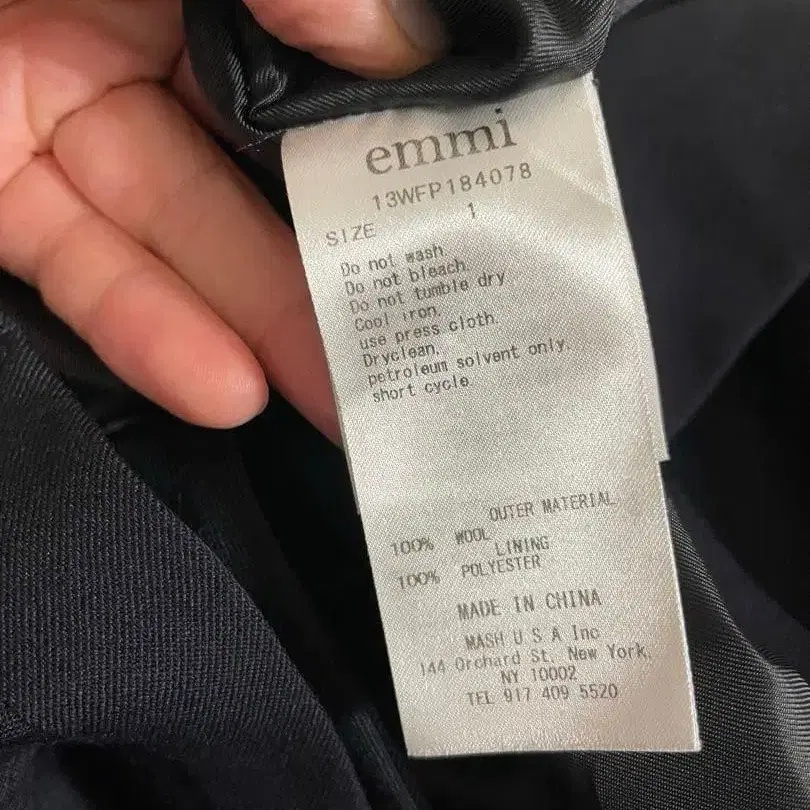 emmi
13WFP184078
SIZE 1
Do not wash.
Do not bleach.
Do not tumble dry
Cool iron.
use press cloth.
Dryclean.
petroleum solvent only.
short cycle
OUTER MATERIAL
100% WOOL
LINING
100% POLYESTER
MADE IN CHINA
MASH U S A Inc
144 Orchard St. New York,
NY 10002
TEL 917 409 5520